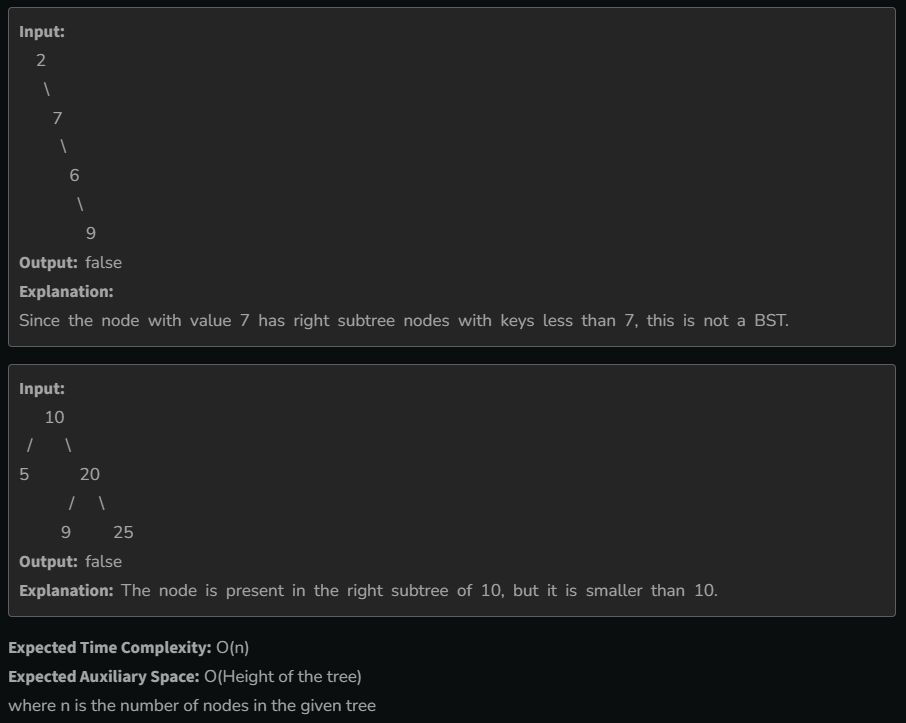 Input:
2
\
7
\
6
\
9
Output: false
Explanation:
Since the node with value 7 has right subtree nodes with keys less than 7, this is not a BST.
Input:
10
/ \
5 20
/ \
9 25
Output: false
Explanation: The node is present in the right subtree of 10, but it is smaller than 10.
Expected Time Complexity: O(n)
Expected Auxiliary Space: O(Height of the tree)
where n is the number of nodes in the given tree